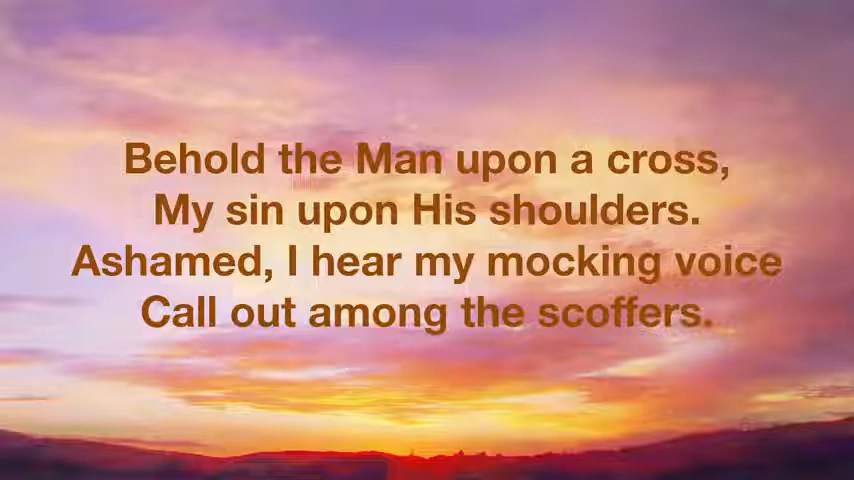 Behold the Man upon a cross,
My sin upon His shoulders.
Ashamed, I hear my mocking voice
Call out among the scoffers.